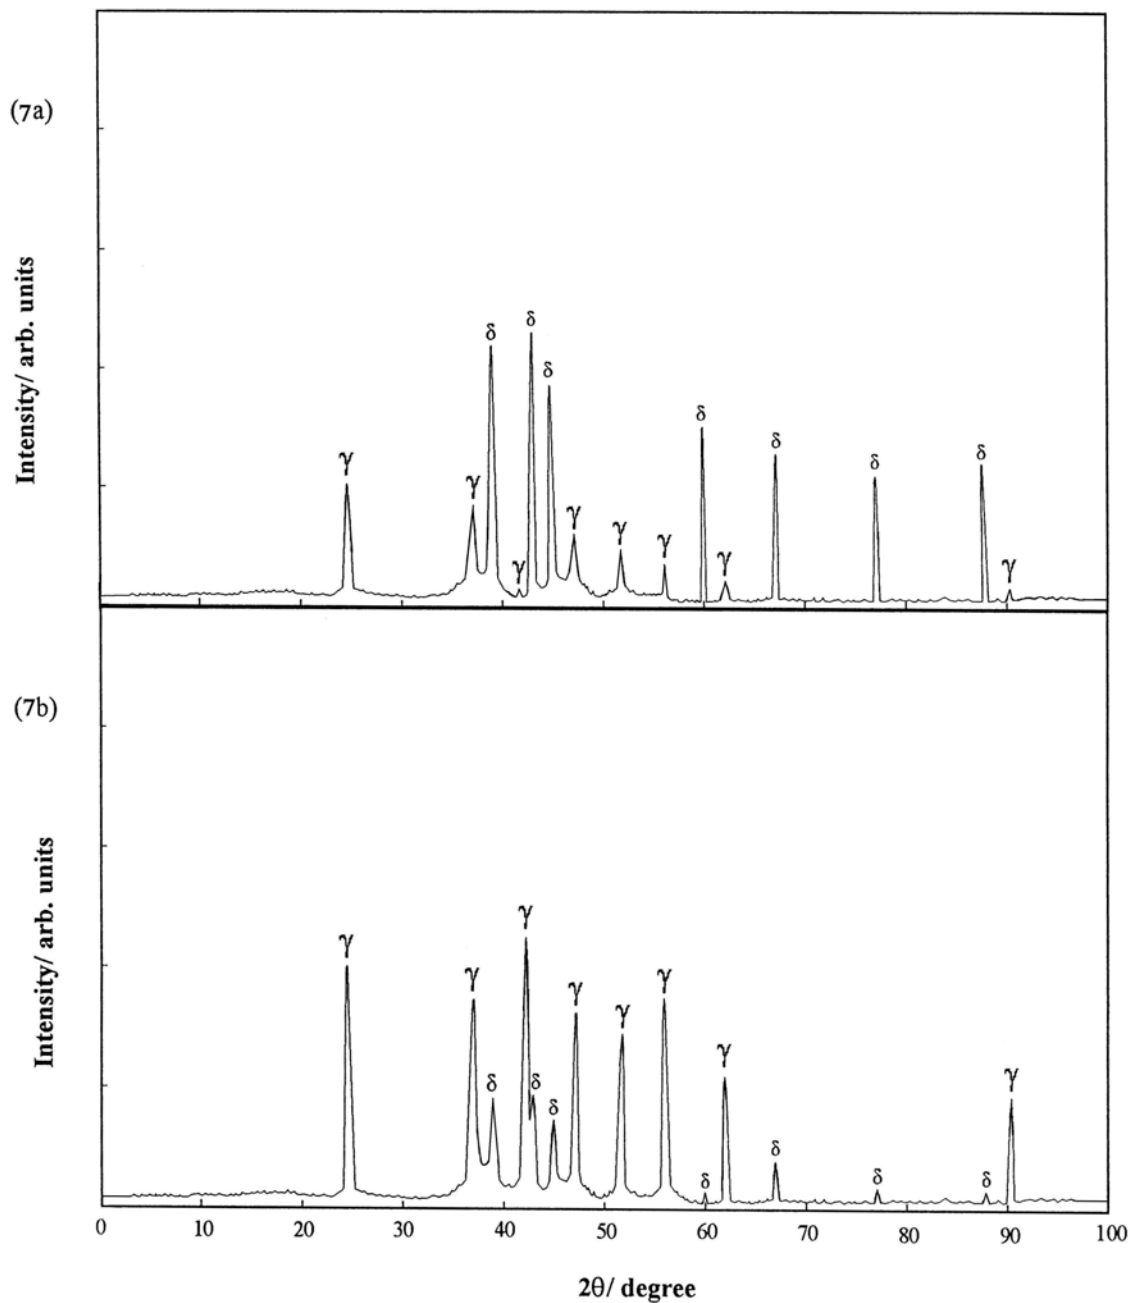 (7a)
Intensity/ arb. units
γ γ δ γ δ δ γ γ γ δ γ δ δ δ γ
(7b)
Intensity/ arb. units
γ γ δ γ δ δ γ γ γ δ γ δ δ δ γ
0 10 20 30 40 50 60 70 80 90 100
2θ/ degree